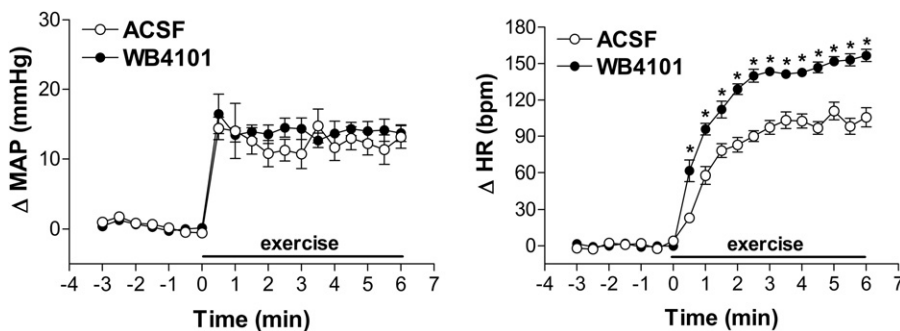 Δ MAP (mmHg)
30
20
10
0
ACSF
WB4101
exercise
-4 -3 -2 -1 0 1 2 3 4 5 6 7
Time (min)
Δ HR (bpm)
180
150
120
90
60
30
0
ACSF
WB4101
* * * * * * * * * * * *
exercise
-4 -3 -2 -1 0 1 2 3 4 5 6 7
Time (min)